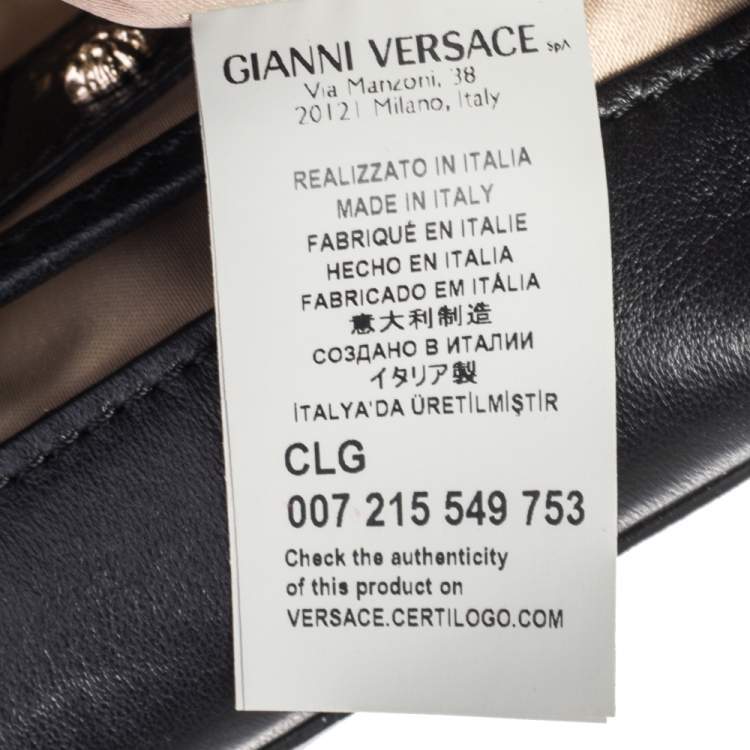 GIANNI VERSACE SpA
Via Manzoni, 38
20121 Milano, Italy
REALIZZATO IN ITALIA
MADE IN ITALY
FABRIQUÉ EN ITALIE
HECHO EN ITALIA
FABRICADO EM ITÁLIA
意大利制造
СОЗДАНО В ИТАЛИИ
イタリア製
İTALYA'DA ÜRETİLMİŞTİR
CLG
007 215 549 753
Check the authenticity
of this product on
VERSACE.CERTILOGO.COM